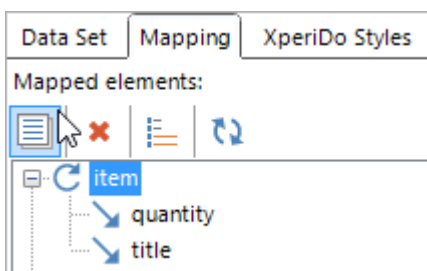 Data Set Mapping XperiDo Styles
Mapped elements:
item
quantity
title